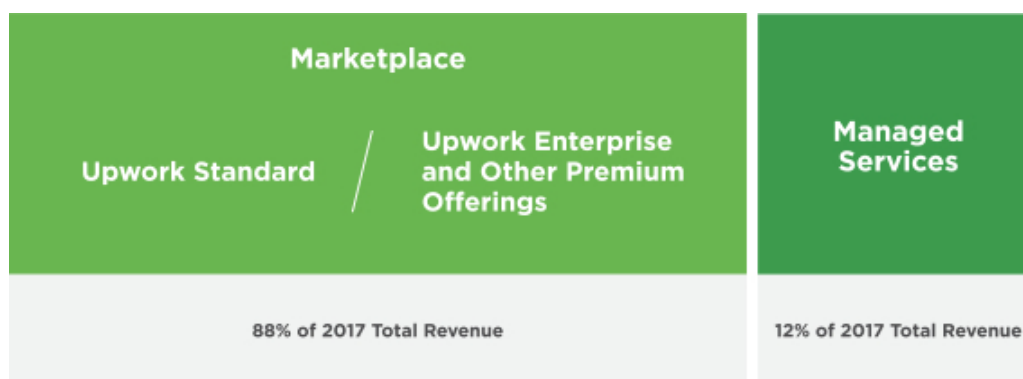 Marketplace
Upwork Standard
Upwork Enterprise
and Other Premium
Offerings
Managed
Services
88% of 2017 Total Revenue
12% of 2017 Total Revenue